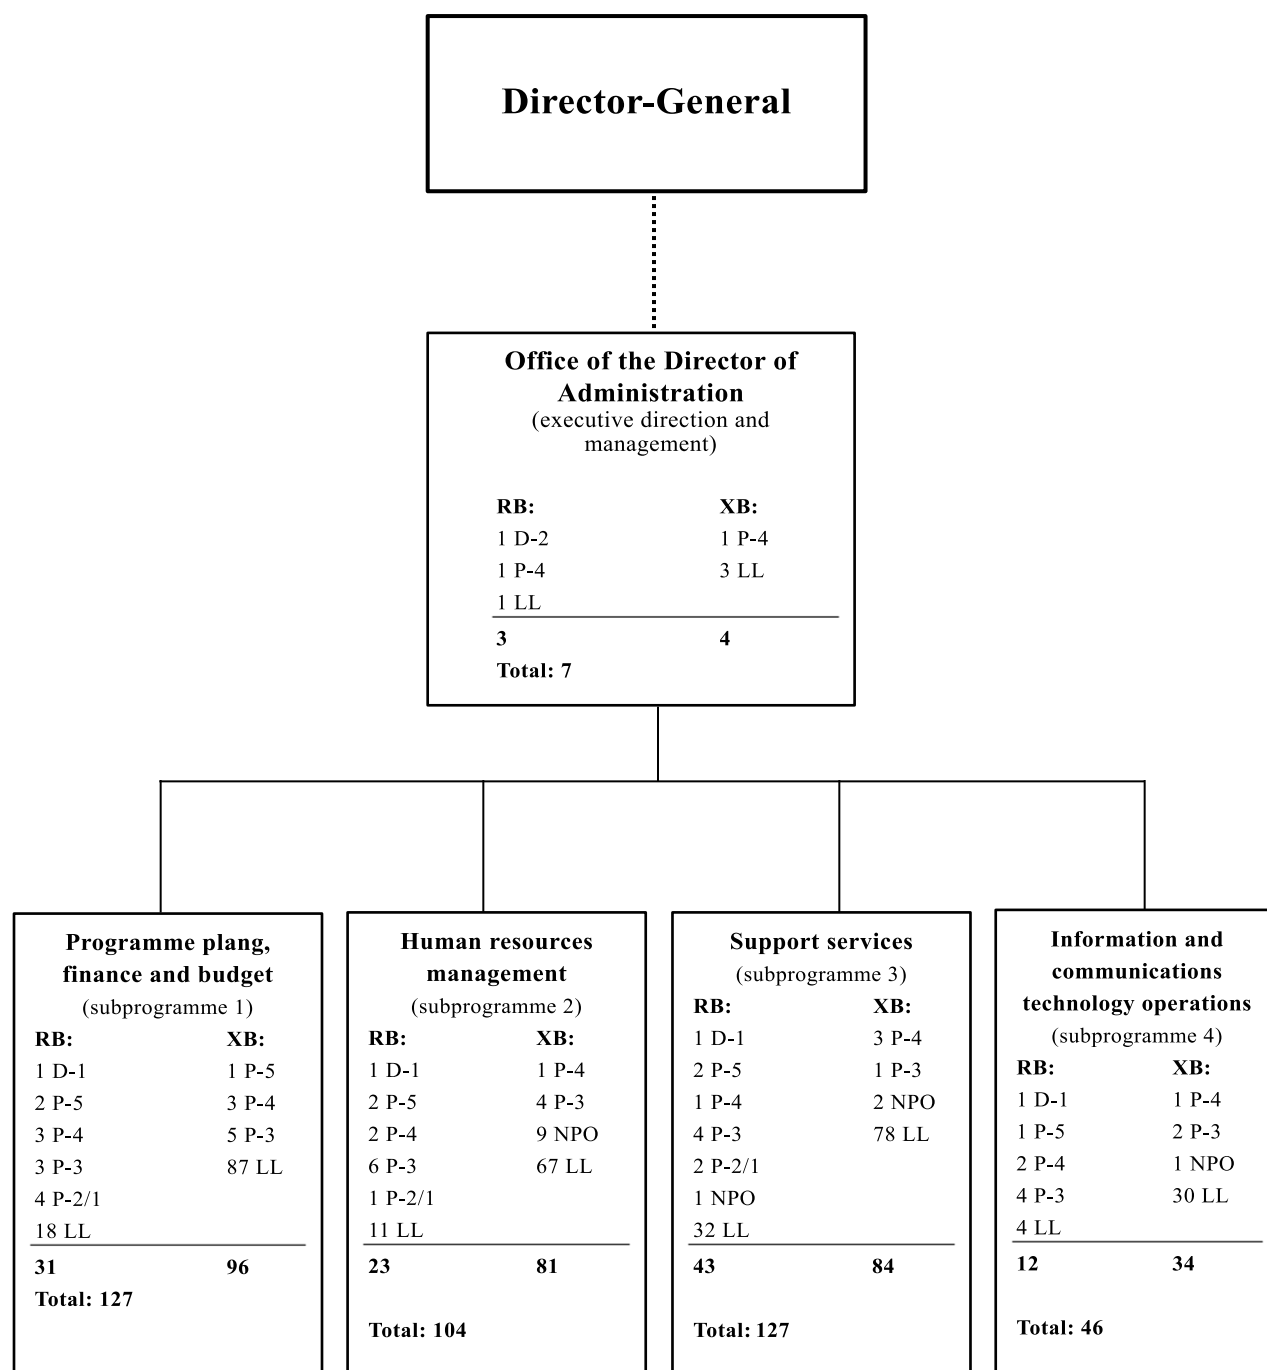 Director-General
Office of the Director of
Administration
(executive direction and
management)
RB: XB:
1 D-2 1 P-4
1 P-4 3 LL
1 LL
3 4
Total: 7
Programme plang,
finance and budget
(subprogramme 1)
RB: XB:
1 D-1 1 P-5
2 P-5 3 P-4
3 P-4 5 P-3
3 P-3 87 LL
4 P-2/1
18 LL
31 96
Total: 127
Human resources
management
(subprogramme 2)
RB: XB:
1 D-1 1 P-4
2 P-5 4 P-3
2 P-4 9 NPO
6 P-3 67 LL
1 P-2/1
11 LL
23 81
Total: 104
Support services
(subprogramme 3)
RB: XB:
1 D-1 3 P-4
2 P-5 1 P-3
1 P-4 2 NPO
4 P-3 78 LL
2 P-2/1
1 NPO
32 LL
43 84
Total: 127
Information and
communications
technology operations
(subprogramme 4)
RB: XB:
1 D-1 1 P-4
1 P-5 2 P-3
2 P-4 1 NPO
4 P-3 30 LL
4 LL
12 34
Total: 46